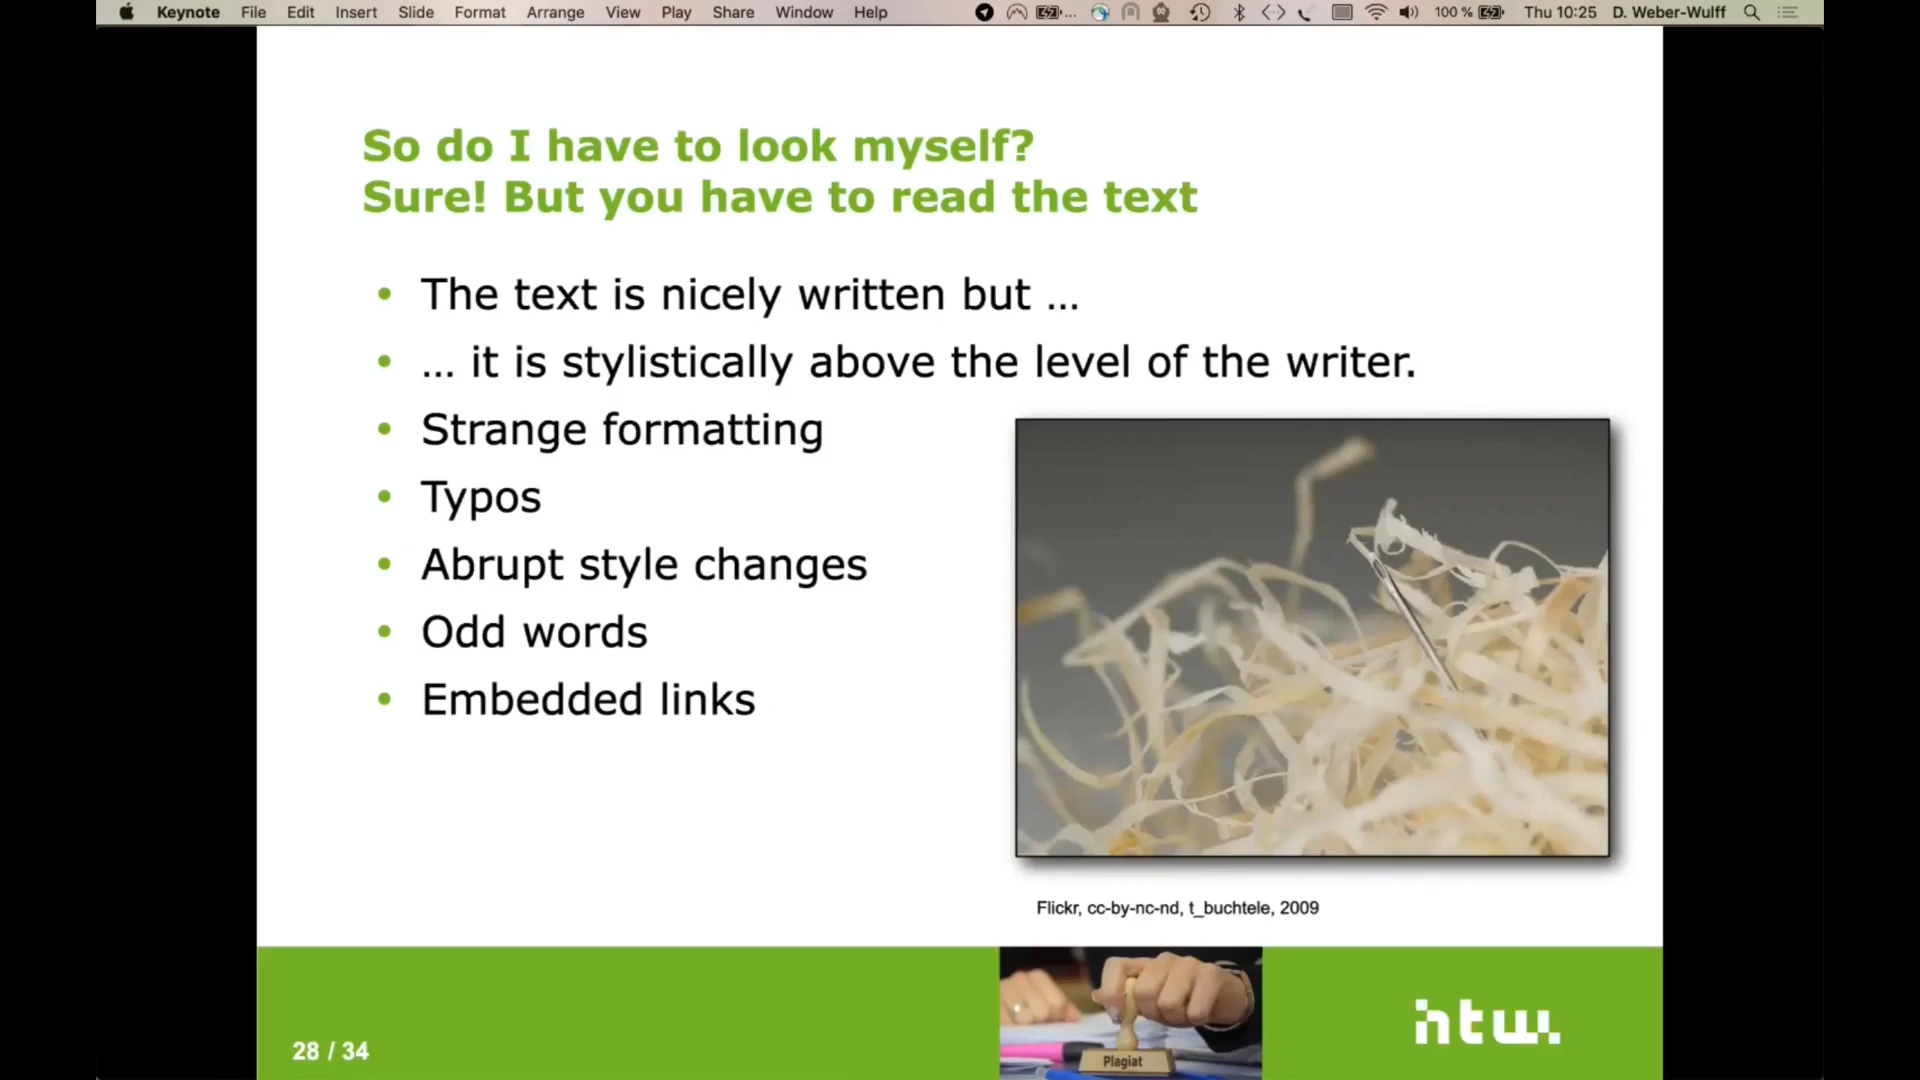 Keynote File Edit Insert Slide Format Arrange View Play Share Window Help 100 % Thu 10:25 D. Weber-Wulff
So do I have to look myself?
Sure! But you have to read the text
• The text is nicely written but ...
• ... it is stylistically above the level of the writer.
• Strange formatting
• Typos
• Abrupt style changes
• Odd words
• Embedded links
Flickr, cc-by-nc-nd, t_buchtele, 2009
28 / 34
Plagiat
htw.